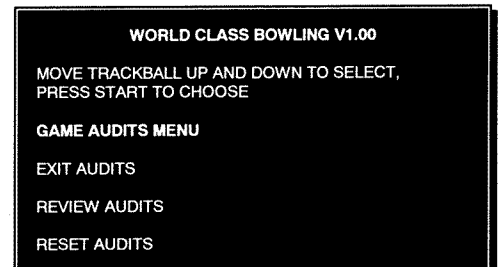 WORLD CLASS BOWLING V1.00
MOVE TRACKBALL UP AND DOWN TO SELECT,
PRESS START TO CHOOSE
GAME AUDITS MENU
EXIT AUDITS
REVIEW AUDITS
RESET AUDITS